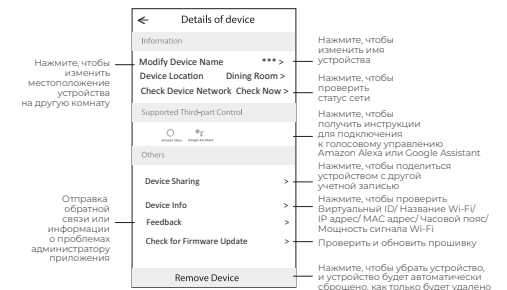 Details of device
Information
Modify Device Name *** >
Device Location Dining Room >
Check Device Network Check Now >
Supported Third-part Control
amazon alexa Google Assistant
Others
Device Sharing >
Device Info >
Feedback >
Check for Firmware Update >
Remove Device
Нажмите, чтобы
изменить
местоположение
устройства
на другую комнату
Отправка
обратной
связи или
информации
о проблемах
администратору
приложения
Нажмите, чтобы
изменить имя
устройства
Нажмите, чтобы
проверить
статус сети
Нажмите, чтобы
получить инструкции
для подключения
к голосовому управлению
Amazon Alexa или Google Assistant
Нажмите, чтобы поделиться
устройством с другой
учетной записью
Нажмите, чтобы проверить
Виртуальный ID/ Название Wi-Fi/
IP адрес/ MAC адрес/ Часовой пояс/
Мощность сигнала Wi-Fi
Проверить и обновить прошивку
Нажмите, чтобы убрать устройство,
и устройство будет автоматически
сброшено, как только будет удалено